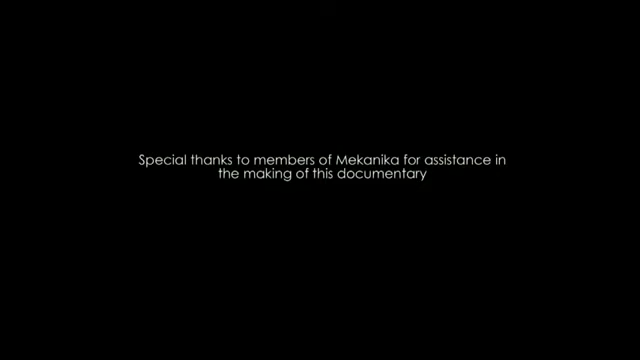 Special thanks to members of Mekanika for assistance in
the making of this documentary